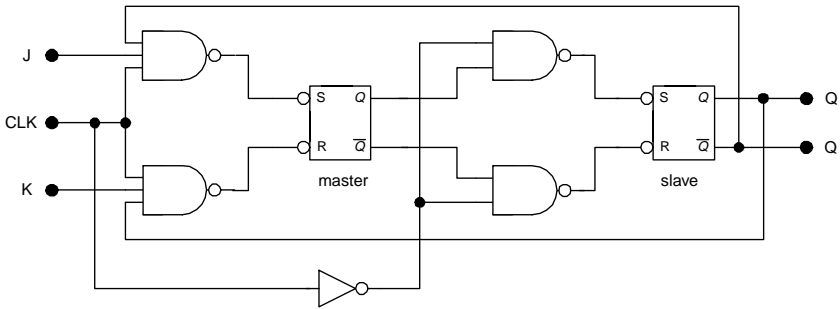 J
CLK
K
S Q
R Q̅
master
S Q
R Q̅
slave
Q
Q